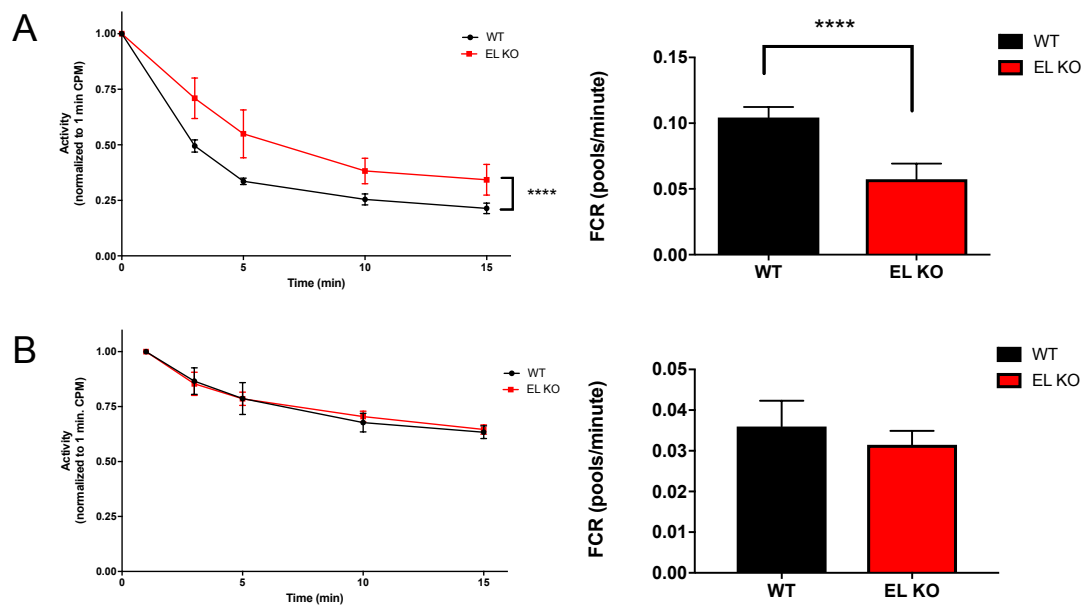 A
Activity
(normalized to 1 min CPM)
1.00
0.75
0.50
0.25
0.00
0
5
10
15
Time (min)
WT
EL KO
****
FCR (pools/minute)
0.10
0.05
0.00
WT
EL KO
****
WT
EL KO
B
Activity
(normalized to 1 min. CPM)
1.00
0.75
0.50
0.25
0.00
0
5
10
15
Time (min)
WT
EL KO
FCR (pools/minute)
0.05
0.04
0.03
0.02
0.01
0.00
WT
EL KO
WT
EL KO